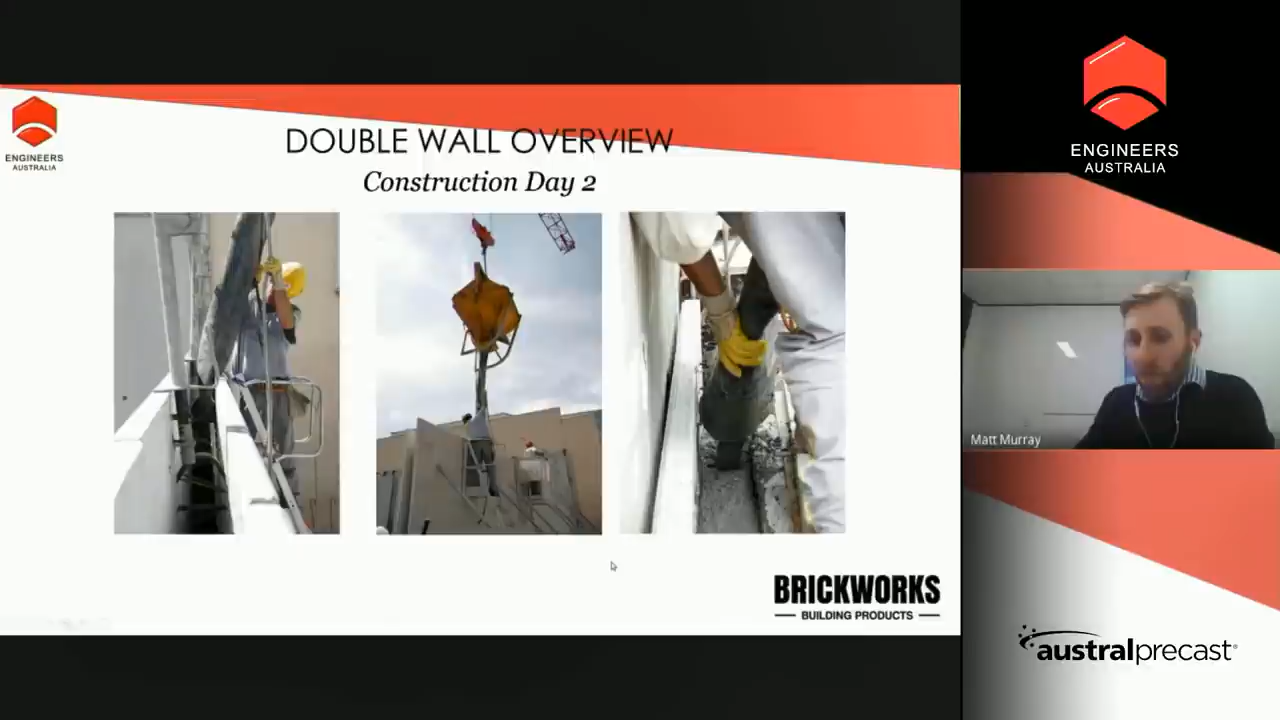 ENGINEERS
AUSTRALIA
DOUBLE WALL OVERVIEW
Construction Day 2
BRICKWORKS
BUILDING PRODUCTS
ENGINEERS
AUSTRALIA
Matt Murray
australprecast®